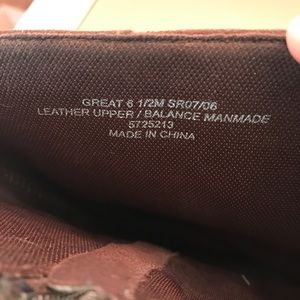 GREAT 6 1/2M SR07/06
LEATHER UPPER / BALANCE MANMADE
5725213
MADE IN CHINA